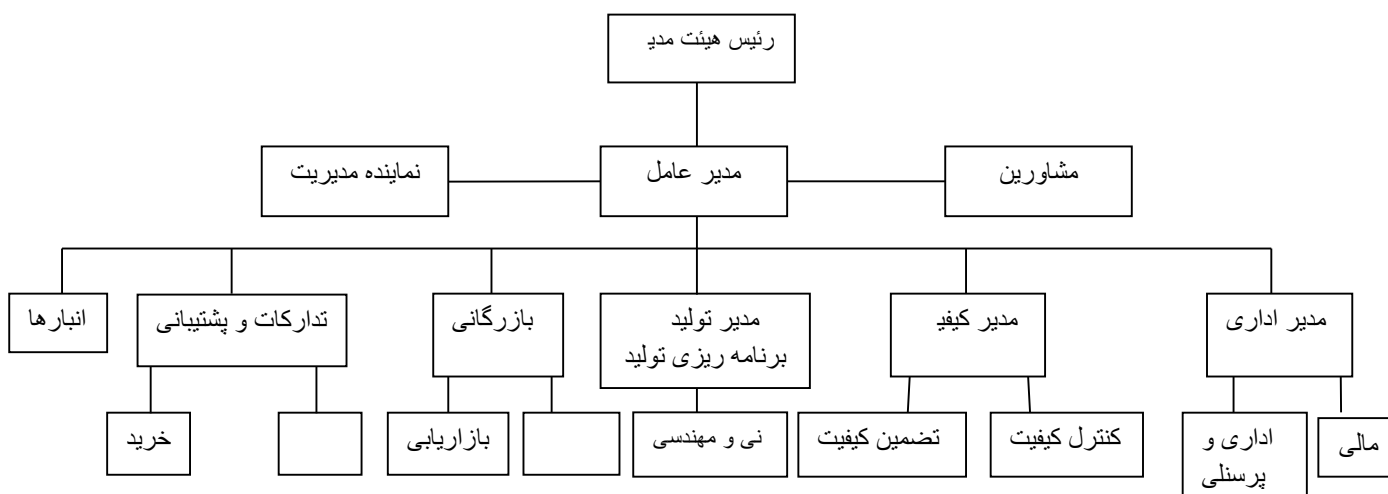 رئیس هیئت مدی
مشاورین
مدیر عامل
نماینده مدیریت
مدیر اداری
مدیر کیفی
مدیر تولید
برنامه ریزی تولید
بازرگانی
تدارکات و پشتیبانی
انبارها
مالی
اداری و
پرسنلی
کنترل کیفیت
تضمین کیفیت
نی و مهندسی
بازاریابی
خرید